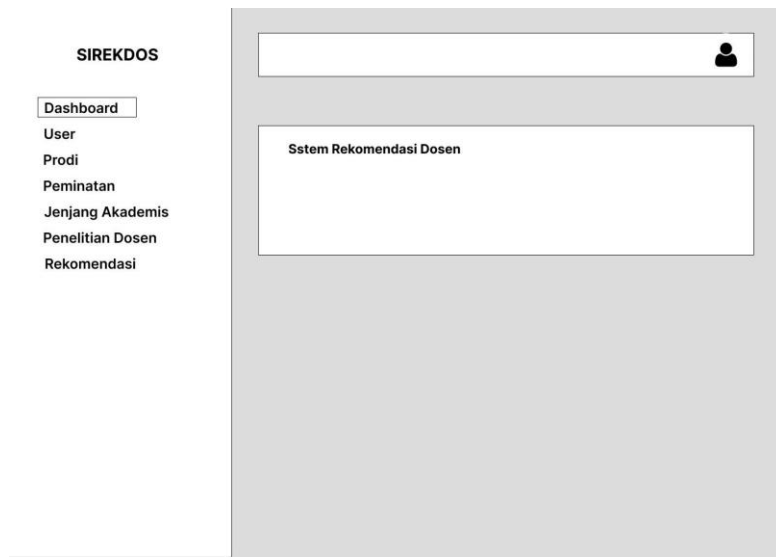 SIREKDOS
Dashboard
User
Prodi
Peminatan
Jenjang Akademis
Penelitian Dosen
Rekomendasi
Sstem Rekomendasi Dosen